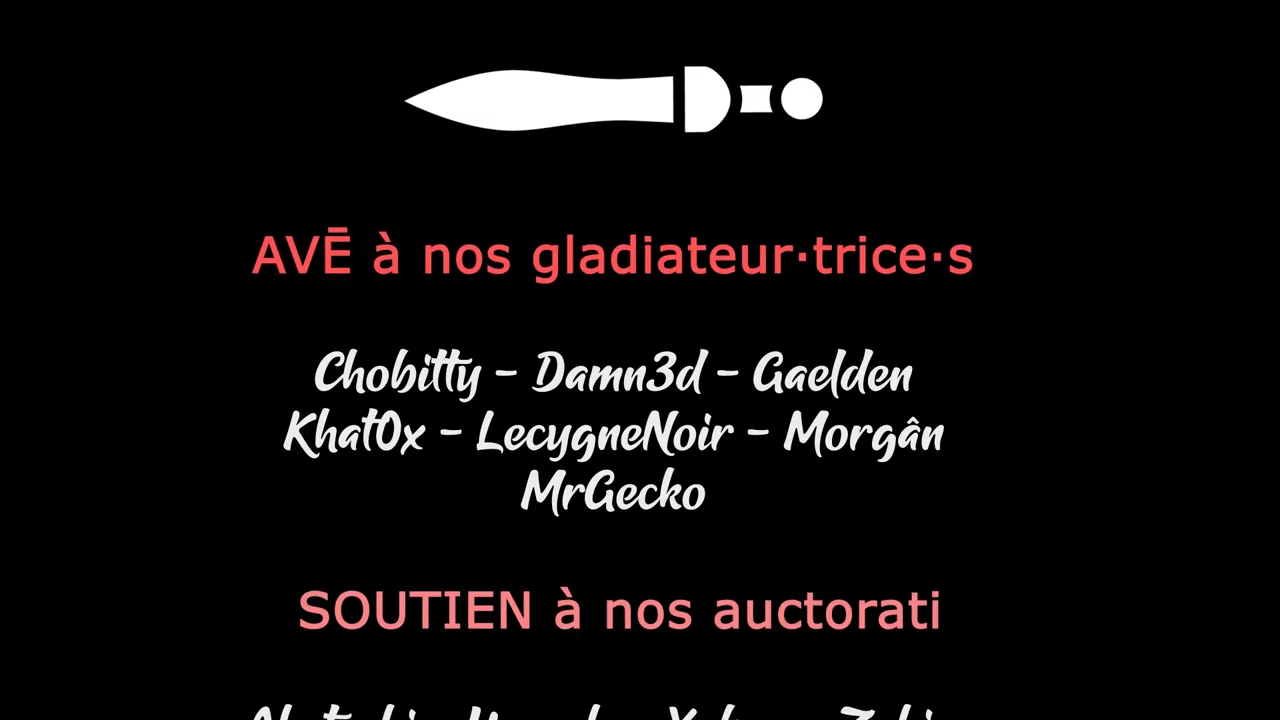 AVĒ à nos gladiateur·trice·s
Chobitty - Damn3d - Gaelden
Khat0x - LecygneNoir - Morgân
MrGecko
SOUTIEN à nos auctorati